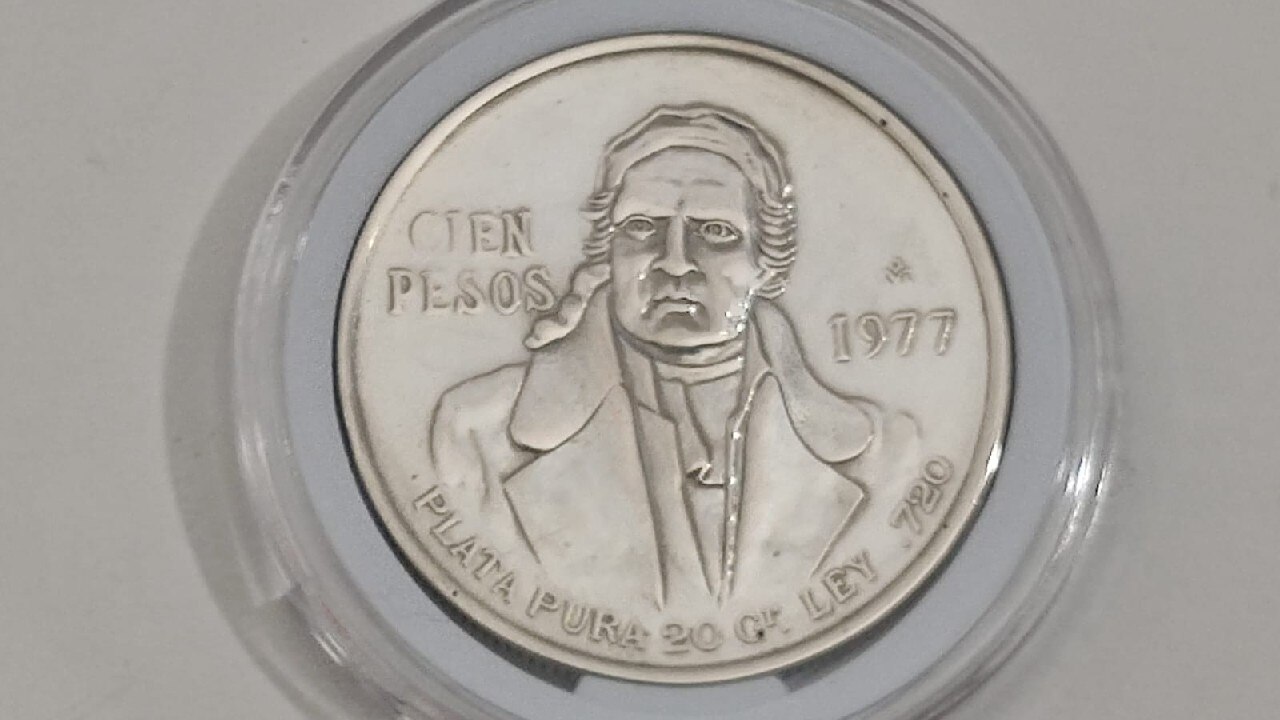 CIEN
PESOS
M
1977
PLATA PURA 20 Gr. LEY .720